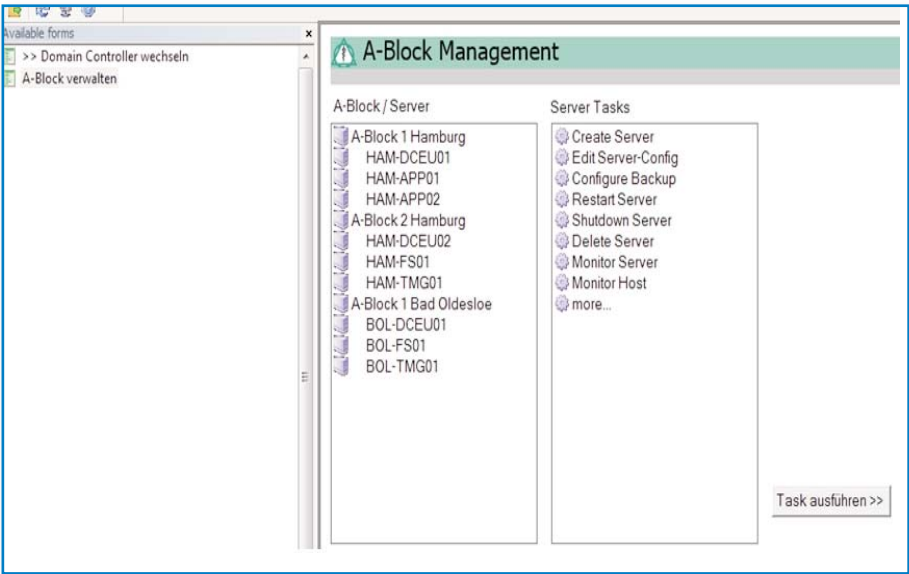 Available forms
x
>> Domain Controller wechseln
A-Block verwalten
A-Block Management
A-Block / Server
A-Block 1 Hamburg
HAM-DCEU01
HAM-APP01
HAM-APP02
A-Block 2 Hamburg
HAM-DCEU02
HAM-FS01
HAM-TMG01
A-Block 1 Bad Oldesloe
BOL-DCEU01
BOL-FS01
BOL-TMG01
Server Tasks
Create Server
Edit Server-Config
Configure Backup
Restart Server
Shutdown Server
Delete Server
Monitor Server
Monitor Host
more...
Task ausführen >>